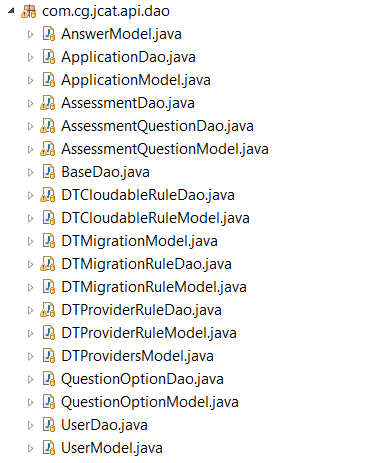 com.cg.jcat.api.dao
AnswerModel.java
ApplicationDao.java
ApplicationModel.java
AssessmentDao.java
AssessmentQuestionDao.java
AssessmentQuestionModel.java
BaseDao.java
DTCloudableRuleDao.java
DTCloudableRuleModel.java
DTMigrationModel.java
DTMigrationRuleDao.java
DTMigrationRuleModel.java
DTProviderRuleDao.java
DTProviderRuleModel.java
DTProvidersModel.java
QuestionOptionDao.java
QuestionOptionModel.java
UserDao.java
UserModel.java